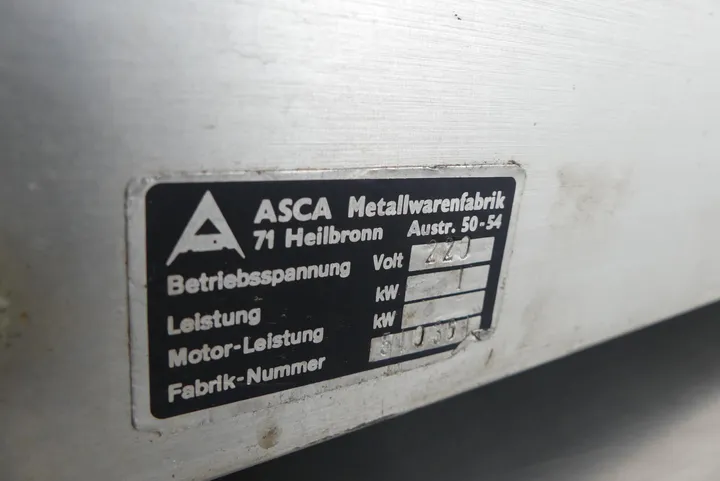 ASCA Metallwarenfabrik
71 Heilbronn Austr. 50-54
Betriebsspannung Volt 220
Leistung kW 1
Motor-Leistung kW
Fabrik-Nummer